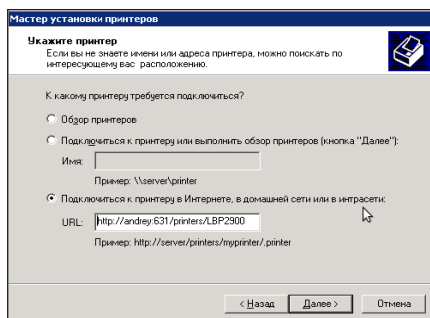 Мастер установки принтеров
Укажите принтер
Если вы не знаете имени или адреса принтера, можно поискать по
интересующему вас расположению.
К какому принтеру требуется подключиться?
Обзор принтеров
Подключиться к принтеру или выполнить обзор принтеров (кнопка "Далее"):
Имя:
Пример: \\server\printer
Подключиться к принтеру в Интернете, в домашней сети или в интрасети:
URL: http://andrey:631/printers/LBP2900
Пример: http://server/printers/myprinter/.printer
< Назад Далее > Отмена